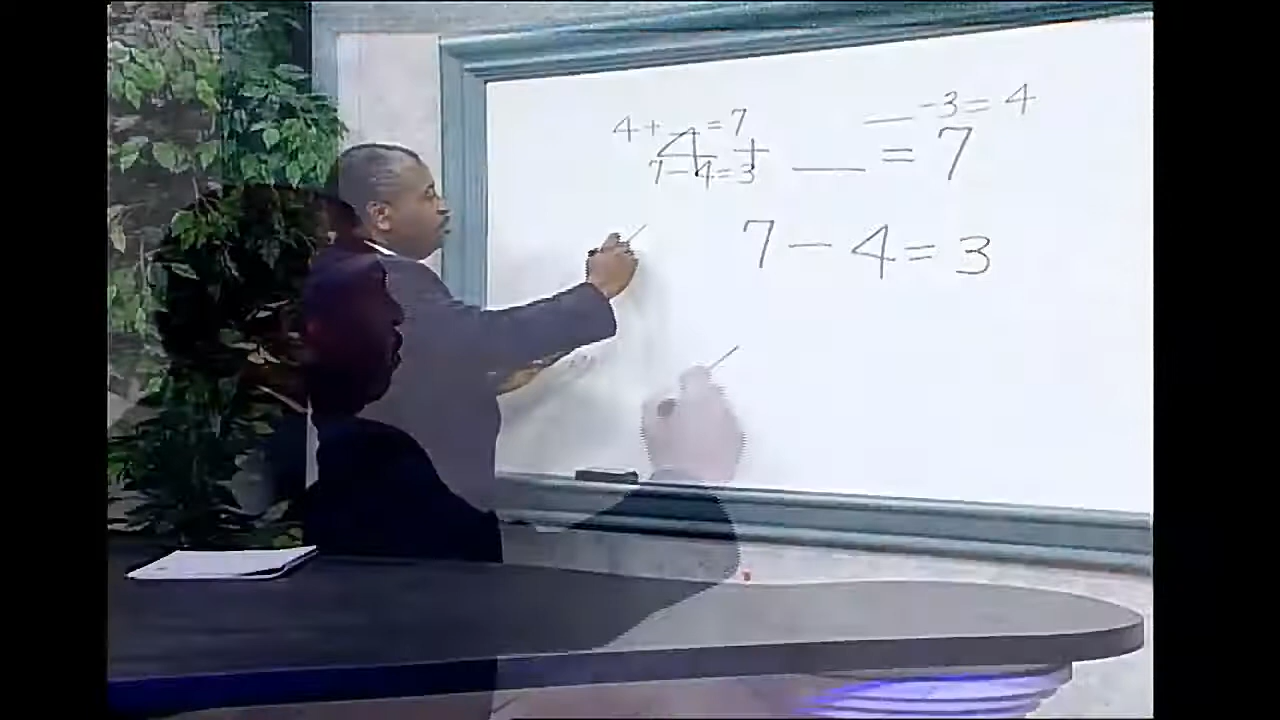 4 + __ = 7
__ - 3 = 4
7 - 4 = 3
4 + __ = 7
7 - 4 = 3